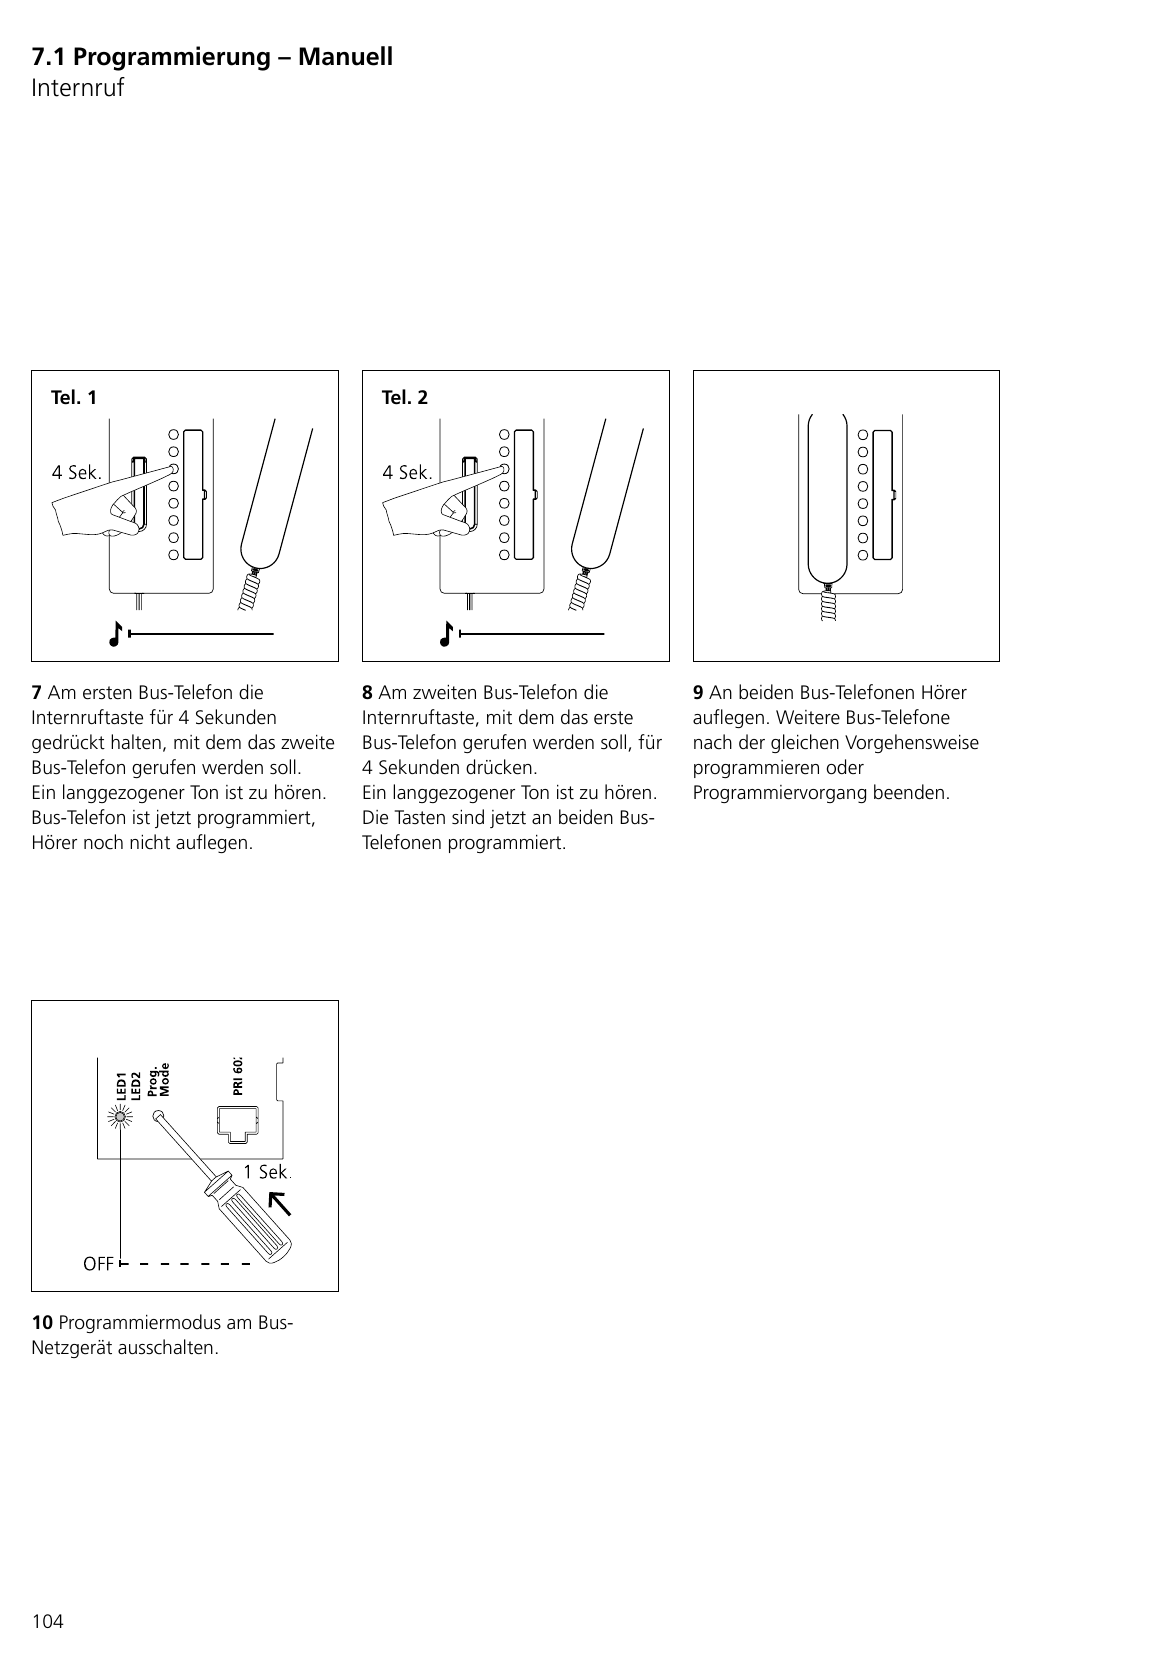 7.1 Programmierung – Manuell
Internruf
Tel. 1
4 Sek.
7 Am ersten Bus-Telefon die
Internruftaste für 4 Sekunden
gedrückt halten, mit dem das zweite
Bus-Telefon gerufen werden soll.
Ein langgezogener Ton ist zu hören.
Bus-Telefon ist jetzt programmiert,
Hörer noch nicht auflegen.
Tel. 2
4 Sek.
8 Am zweiten Bus-Telefon die
Internruftaste, mit dem das erste
Bus-Telefon gerufen werden soll, für
4 Sekunden drücken.
Ein langgezogener Ton ist zu hören.
Die Tasten sind jetzt an beiden Bus-
Telefonen programmiert.
9 An beiden Bus-Telefonen Hörer
auflegen. Weitere Bus-Telefone
nach der gleichen Vorgehensweise
programmieren oder
Programmiervorgang beenden.
LED1
LED2
Prog.
Mode
PRI
1 Sek.
OFF
10 Programmiermodus am Bus-
Netzgerät ausschalten.
104